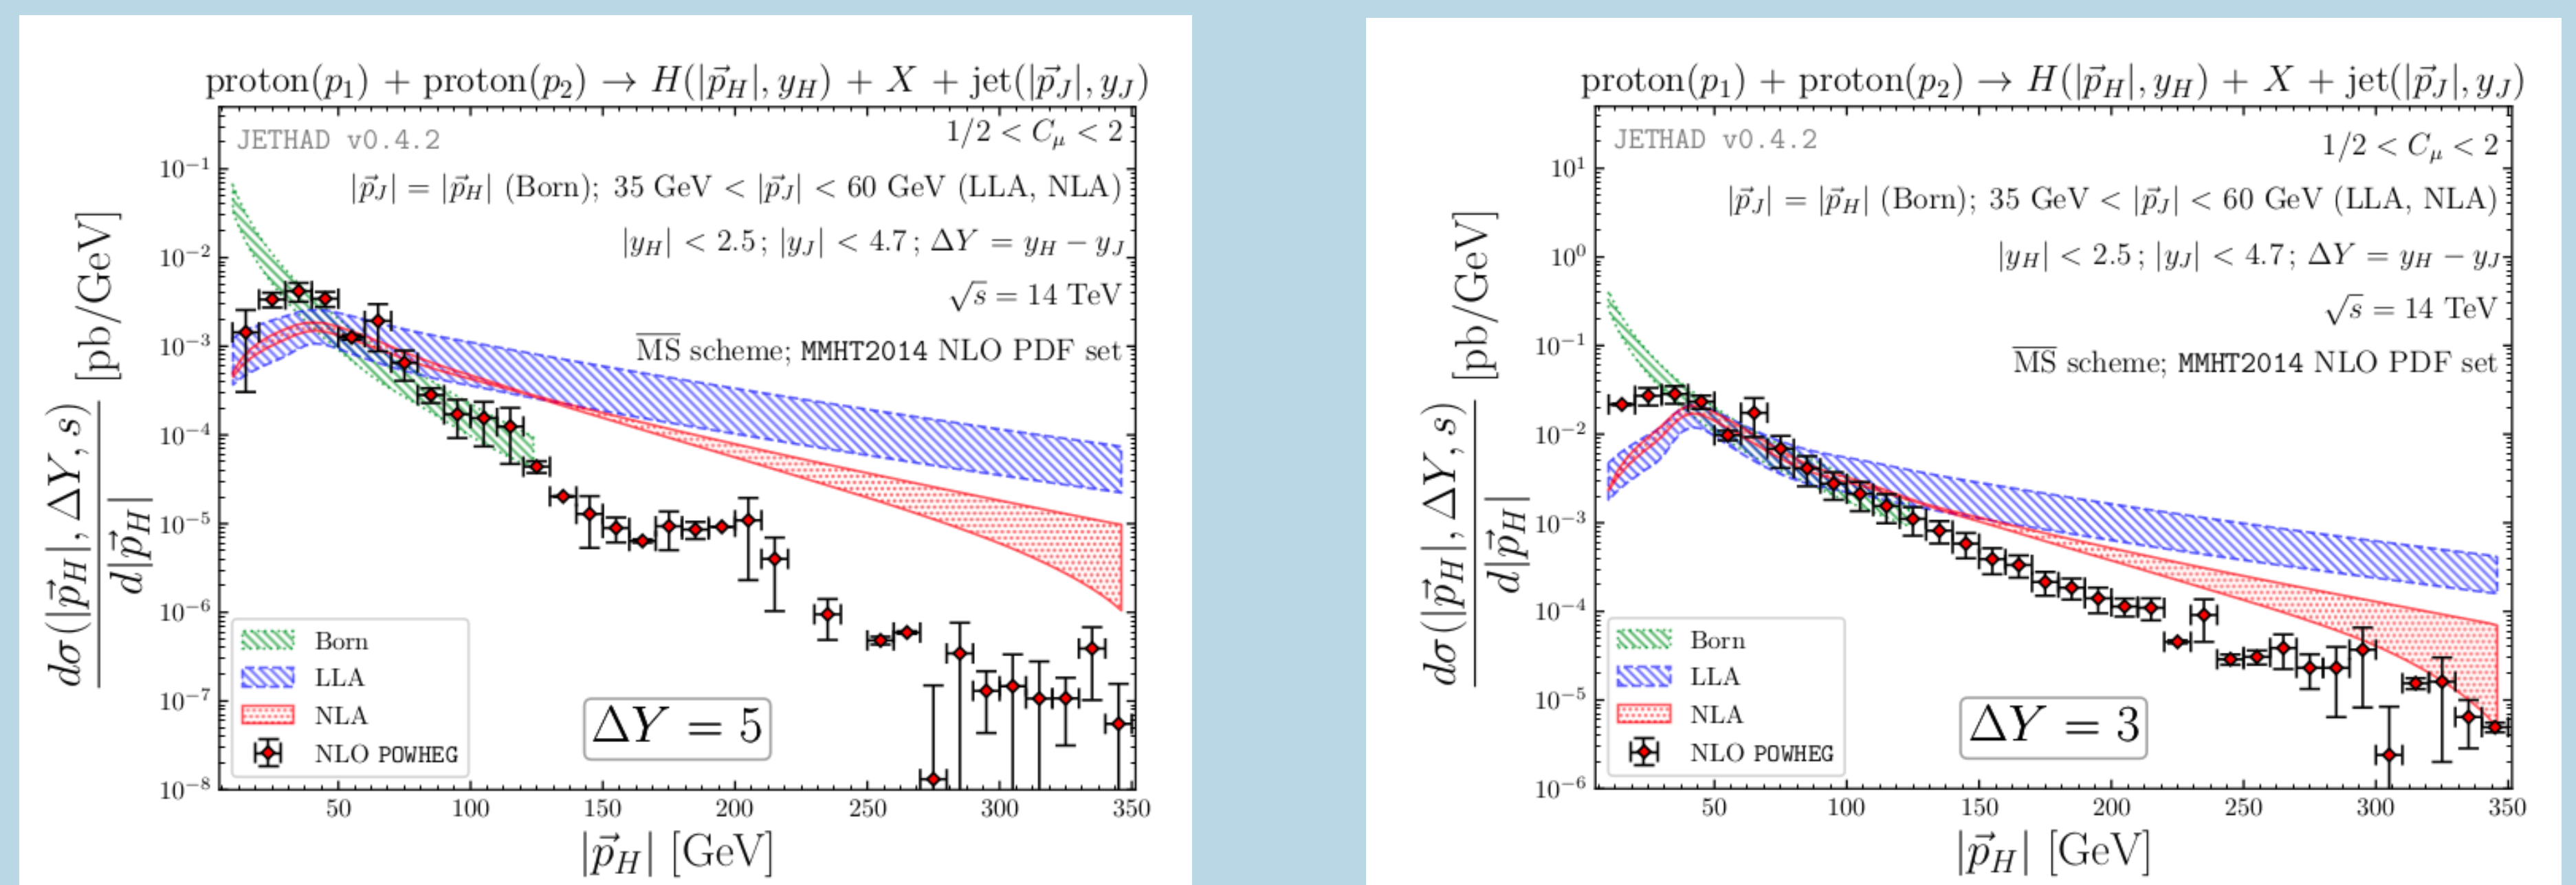 proton(p₁) + proton(p₂) → H(|p⃗_H|, y_H) + X + jet(|p⃗_J|, y_J)
JETHAD v0.4.2
1/2 < C_μ < 2
|p⃗_J| = |p⃗_H| (Born); 35 GeV < |p⃗_J| < 60 GeV (LLA, NLA)
|y_H| < 2.5; |y_J| < 4.7; ΔY = y_H − y_J
√s = 14 TeV
M̅S̅ scheme; MMHT2014 NLO PDF set
dσ(|p⃗_H|, ΔY, s)
d|p⃗_H|
[pb/GeV]
10⁻¹
10⁻²
10⁻³
10⁻⁴
10⁻⁵
10⁻⁶
10⁻⁷
10⁻⁸
Born
LLA
NLA
NLO POWHEG
ΔY = 5
50 100 150 200 250 300 350
|p⃗_H| [GeV]
proton(p₁) + proton(p₂) → H(|p⃗_H|, y_H) + X + jet(|p⃗_J|, y_J)
JETHAD v0.4.2
1/2 < C_μ < 2
|p⃗_J| = |p⃗_H| (Born); 35 GeV < |p⃗_J| < 60 GeV (LLA, NLA)
|y_H| < 2.5; |y_J| < 4.7; ΔY = y_H − y_J
√s = 14 TeV
M̅S̅ scheme; MMHT2014 NLO PDF set
dσ(|p⃗_H|, ΔY, s)
d|p⃗_H|
[pb/GeV]
10¹
10⁰
10⁻¹
10⁻²
10⁻³
10⁻⁴
10⁻⁵
10⁻⁶
Born
LLA
NLA
NLO POWHEG
ΔY = 3
50 100 150 200 250 300 350
|p⃗_H| [GeV]